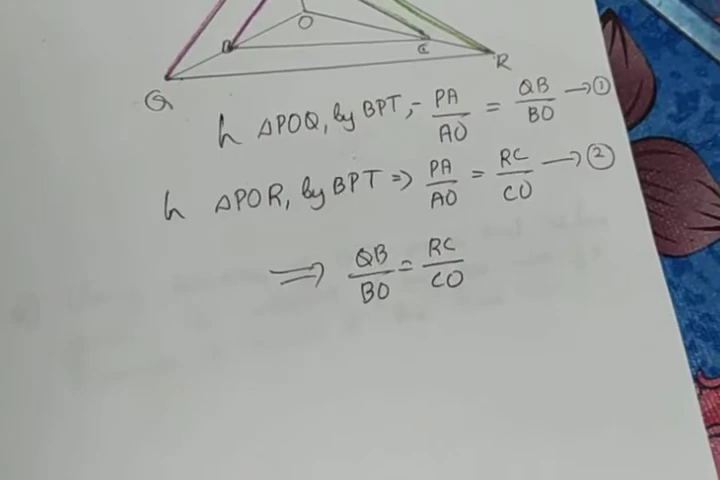 O
B
C
R
Q
In ΔPOQ, by BPT,- PA/AO = QB/BO → ①
In ΔPOR, by BPT ⇒ PA/AO = RC/CO → ②
⇒ QB/BO = RC/CO